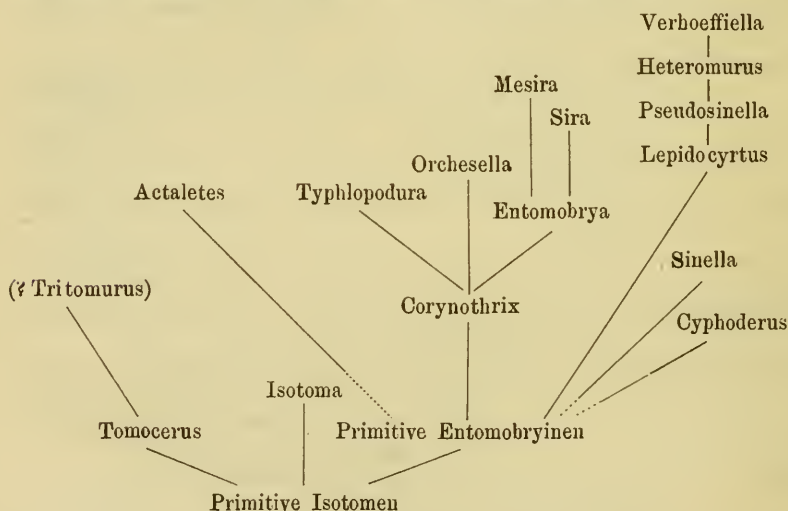 Verhoeffiella
Heteromurus
Mesira
Pseudosinella
Sira
Lepidocyrtus
Orchesella
Actaletes
Typhlopodura
Entomobrya
Sinella
(? Tritomurus)
Corynothrix
Cyphoderus
Isotoma
Tomocerus
Primitive Entomobryinen
Primitive Isotomen